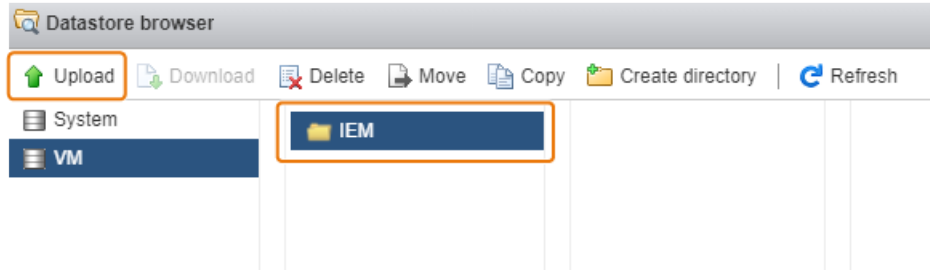 Datastore browser
Upload Download Delete Move Copy Create directory | Refresh
System
IEM
VM